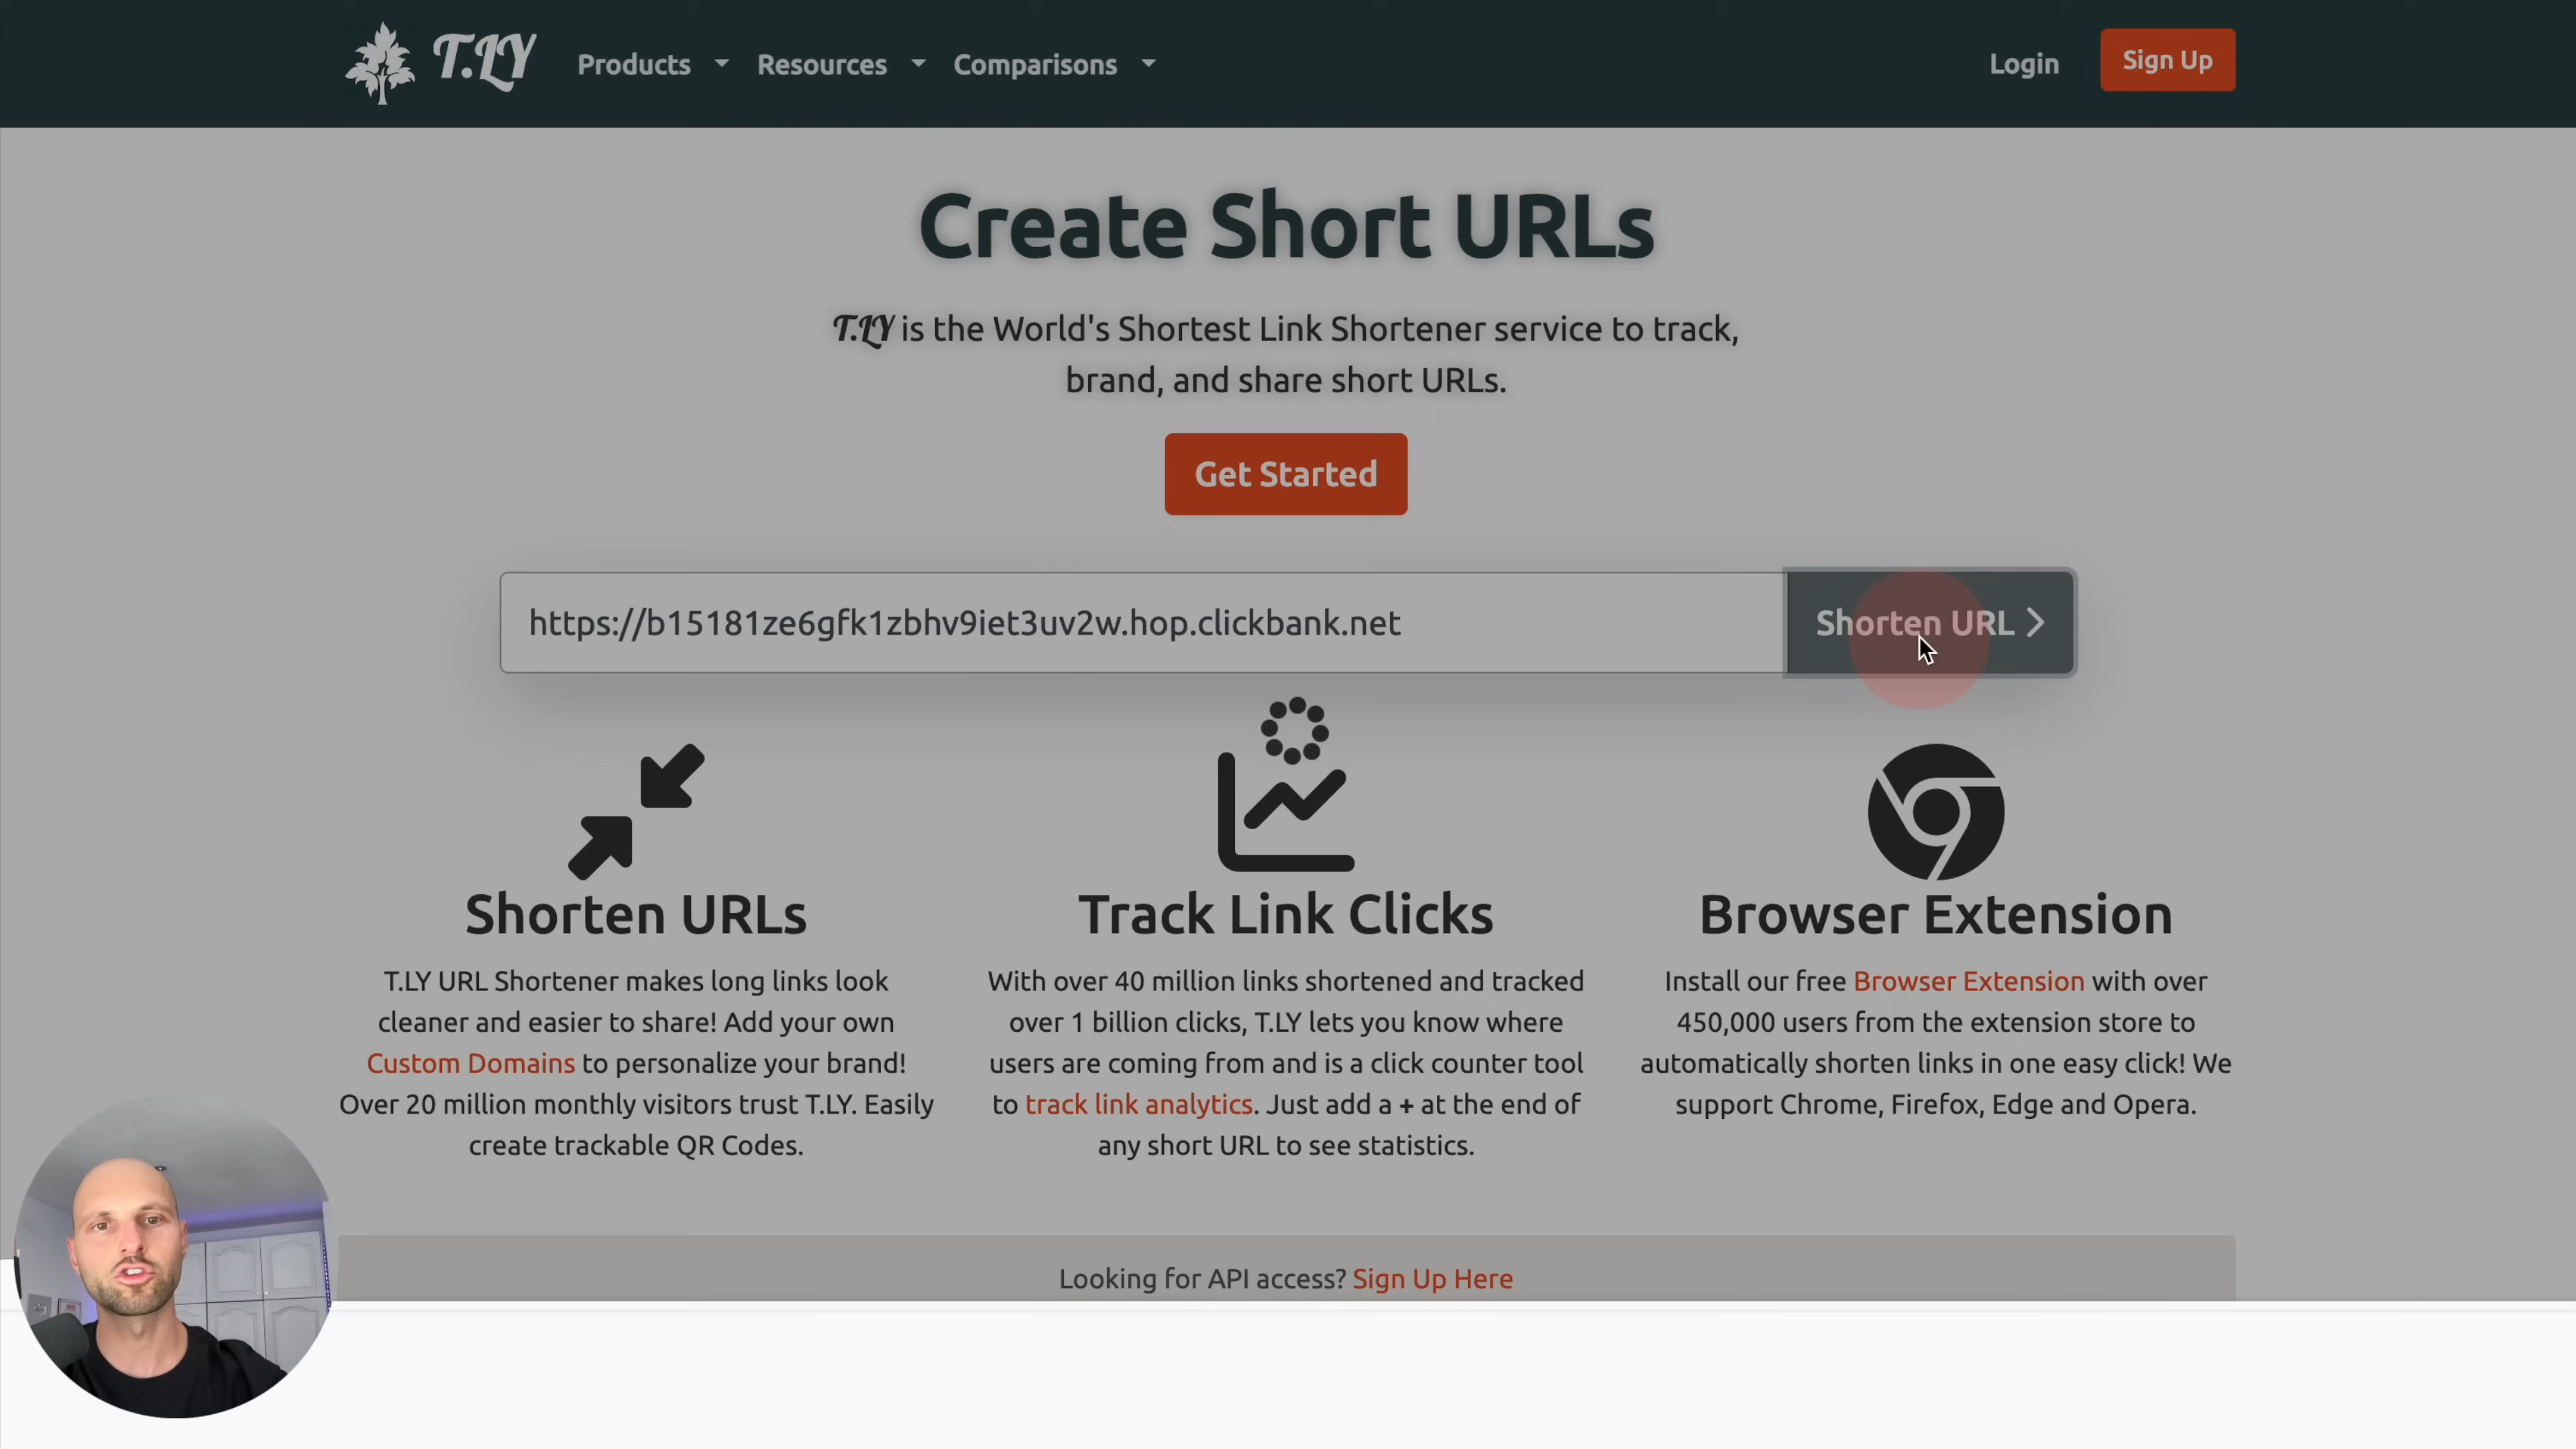 T.LY
Products
Resources
Comparisons
Login
Sign Up
Create Short URLs
T.LY is the World's Shortest Link Shortener service to track,
brand, and share short URLs.
Get Started
https://b15181ze6gfk1zbhv9iet3uv2w.hop.clickbank.net
Shorten URL
Shorten URLs
T.LY URL Shortener makes long links look
cleaner and easier to share! Add your own
Custom Domains to personalize your brand!
Over 20 million monthly visitors trust T.LY. Easily
create trackable QR Codes.
Track Link Clicks
With over 40 million links shortened and tracked
over 1 billion clicks, T.LY lets you know where
users are coming from and is a click counter tool
to track link analytics. Just add a + at the end of
any short URL to see statistics.
Browser Extension
Install our free Browser Extension with over
450,000 users from the extension store to
automatically shorten links in one easy click! We
support Chrome, Firefox, Edge and Opera.
Looking for API access? Sign Up Here